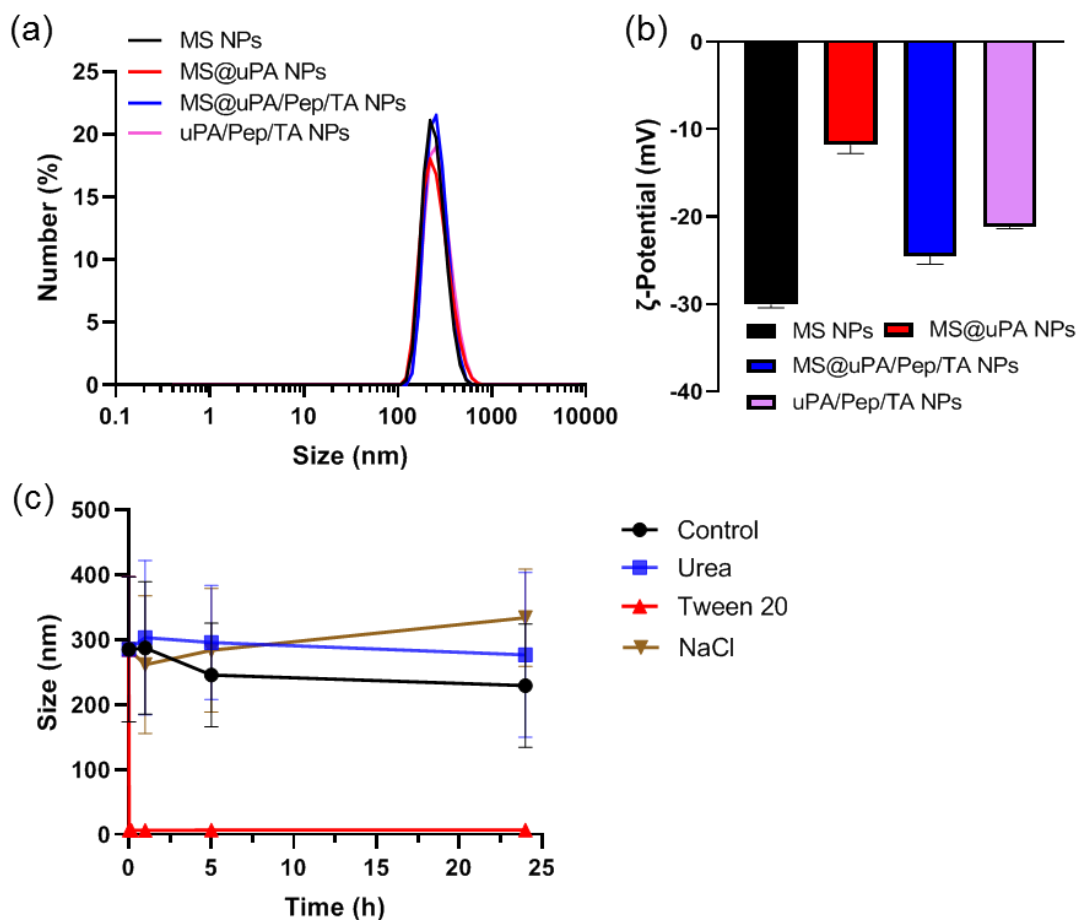 (a)
MS NPs
MS@uPA NPs
MS@uPA/Pep/TA NPs
uPA/Pep/TA NPs
25
20
15
10
5
0
Number (%)
0.1 1 10 100 1000 10000
Size (nm)
(b)
0
-10
-20
-30
-40
ζ-Potential (mV)
MS NPs MS@uPA NPs
MS@uPA/Pep/TA NPs
uPA/Pep/TA NPs
(c)
500
400
300
200
100
0
Size (nm)
0 5 10 15 20 25
Time (h)
Control
Urea
Tween 20
NaCl